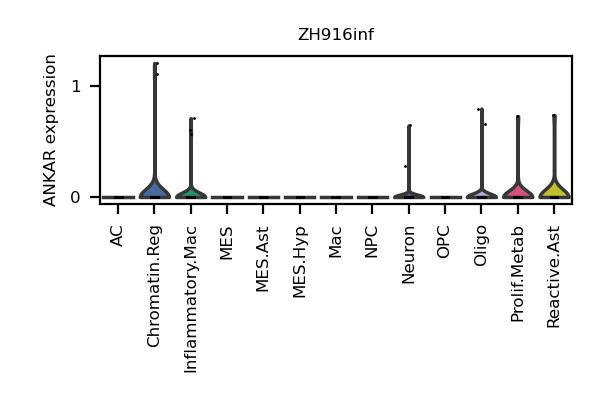 ZH916inf
ANKAR expression
1
0
AC
Chromatin.Reg
Inflammatory.Mac
MES
MES.Ast
MES.Hyp
Mac
NPC
Neuron
OPC
Oligo
Prolif.Metab
Reactive.Ast